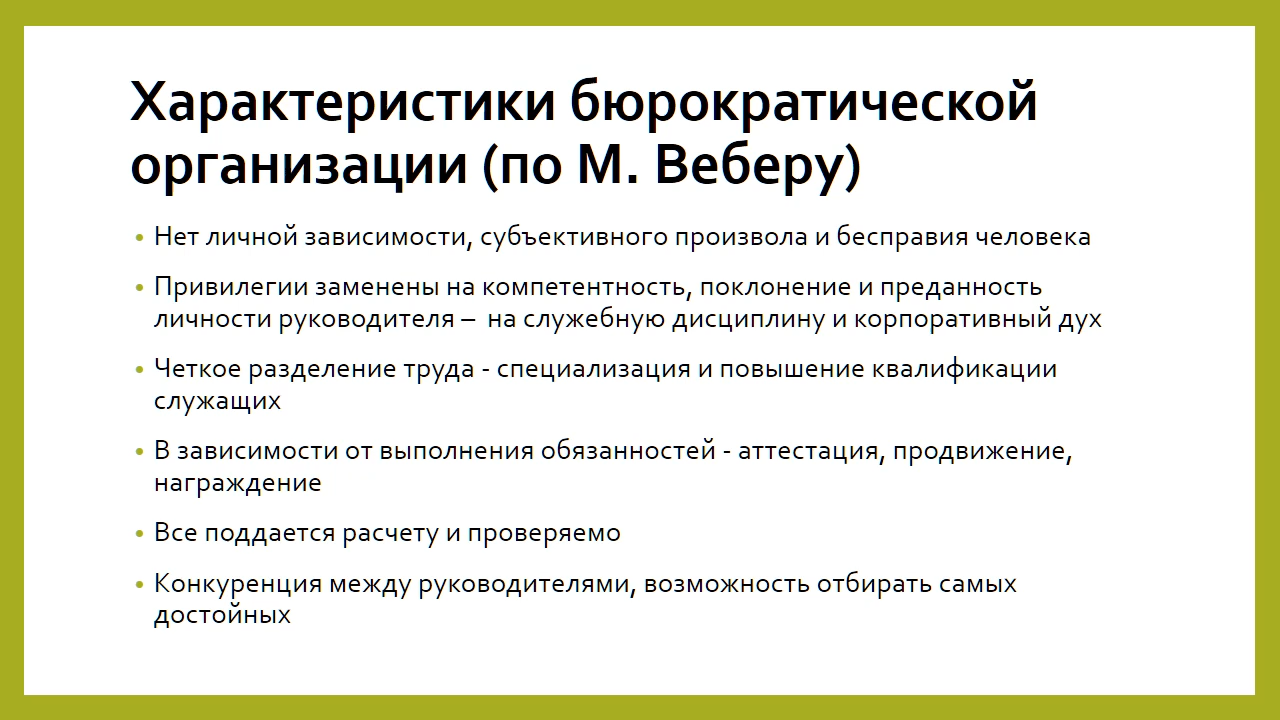 Характеристики бюрократической
организации (по М. Веберу)
• Нет личной зависимости, субъективного произвола и бесправия человека
• Привилегии заменены на компетентность, поклонение и преданность
личности руководителя –  на служебную дисциплину и корпоративный дух
• Четкое разделение труда - специализация и повышение квалификации
служащих
• В зависимости от выполнения обязанностей - аттестация, продвижение,
награждение
• Все поддается расчету и проверяемо
• Конкуренция между руководителями, возможность отбирать самых
достойных